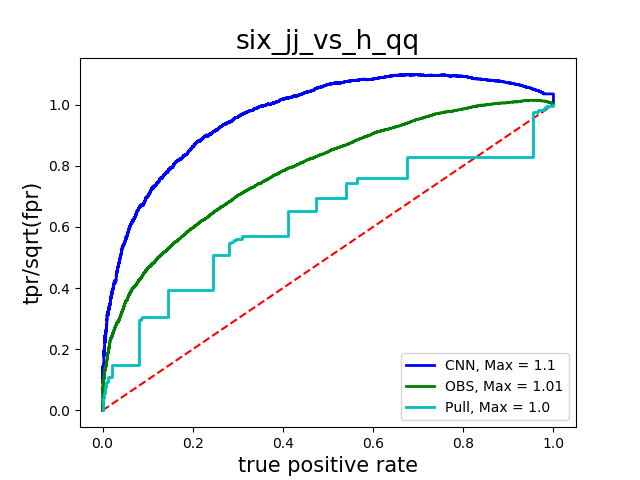 six_jj_vs_h_qq
tpr/sqrt(fpr)
1.0
0.8
0.6
0.4
0.2
0.0
CNN, Max = 1.1
OBS, Max = 1.01
Pull, Max = 1.0
0.0 0.2 0.4 0.6 0.8 1.0
true positive rate